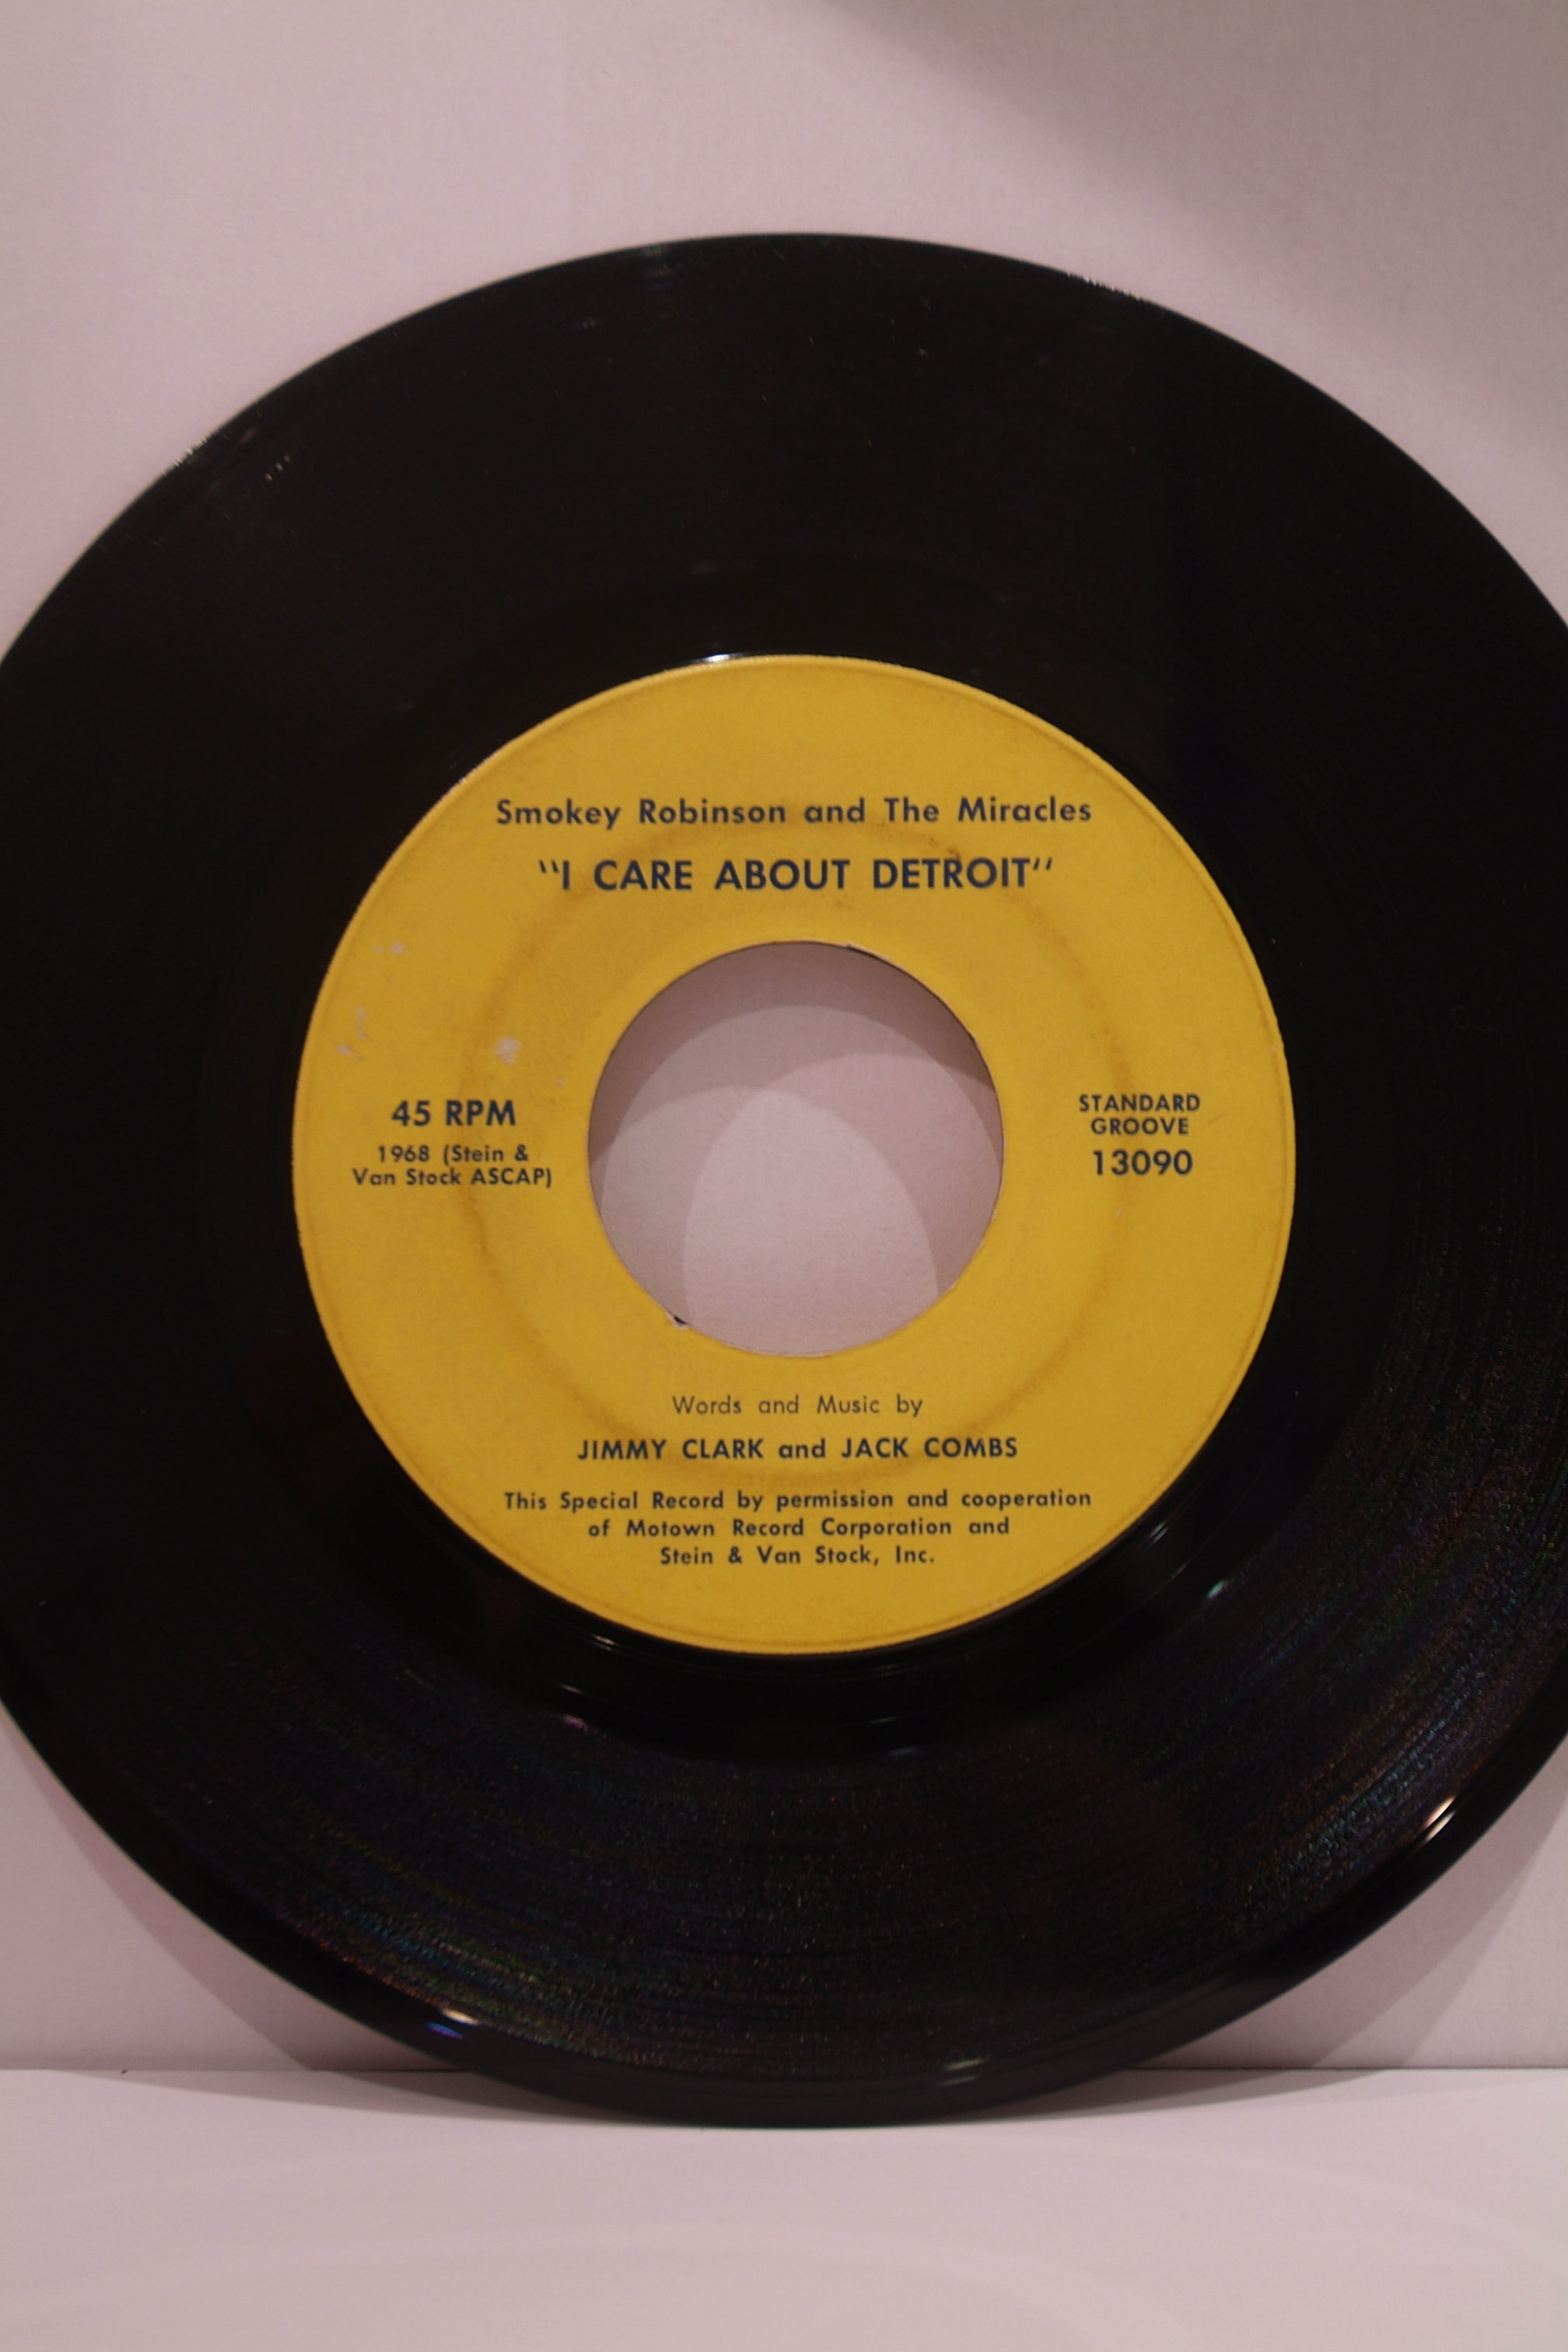 Smokey Robinson and The Miracles
"I CARE ABOUT DETROIT"
45 RPM
1968 (Stein &
Van Stock ASCAP)
STANDARD
GROOVE
13090
Words and Music by
JIMMY CLARK and JACK COMBS
This Special Record by permission and cooperation
of Motown Record Corporation and
Stein & Van Stock, Inc.